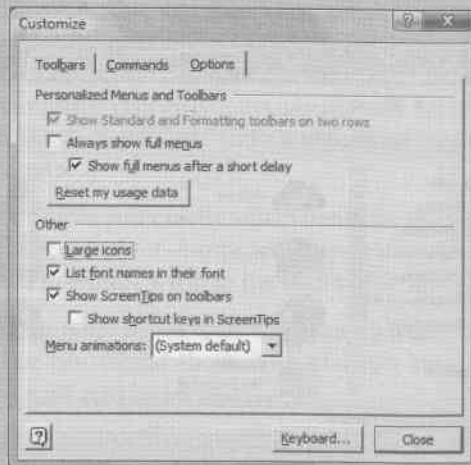 Customize
Toolbars Commands Options
Personalized Menus and Toolbars
Show Standard and Formatting toolbars on two rows
Always show full menus
Show full menus after a short delay
Reset my usage data
Other
Large icons
List font names in their font
Show ScreenTips on toolbars
Show shortcut keys in ScreenTips
Menu animations: (System default)
Keyboard... Close